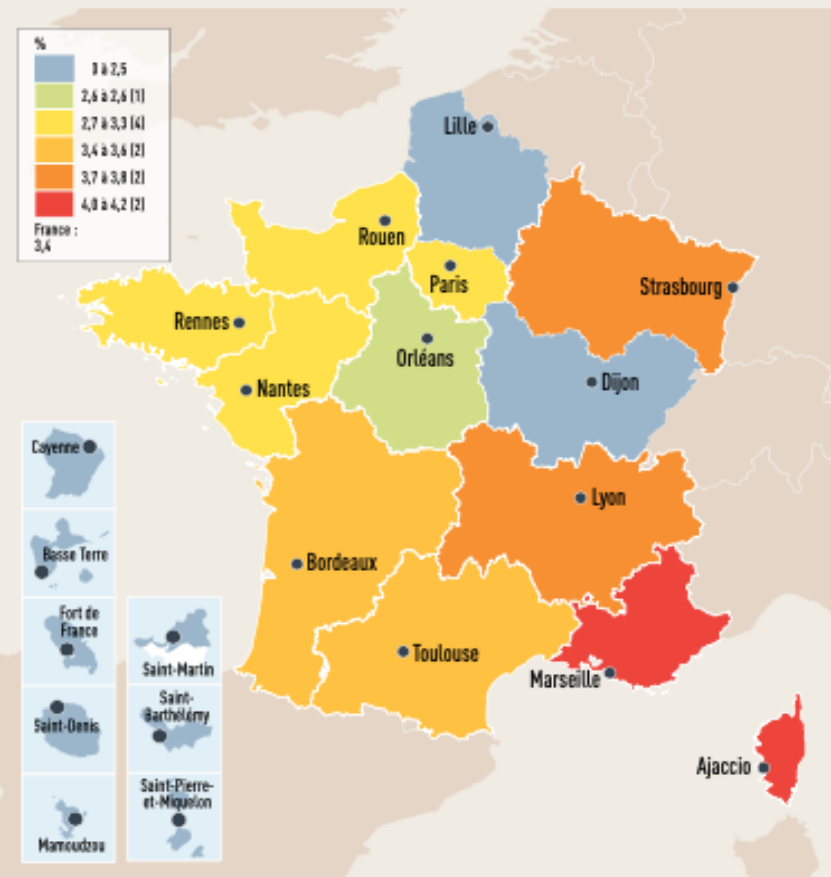 %
0 à 2,5
2,6 à 2,6 (1)
2,7 à 3,3 (4)
3,4 à 3,6 (2)
3,7 à 3,8 (2)
4,0 à 4,2 (2)
France :
3,4
Lille
Rouen
Paris
Strasbourg
Rennes
Orléans
Nantes
Dijon
Cayenne
Lyon
Basse Terre
Bordeaux
Fort de
France
Saint-Martin
Toulouse
Marseille
Saint-Denis
Saint-
Barthélémy
Ajaccio
Mamoudzou
Saint-Pierre-
et-Miquelon